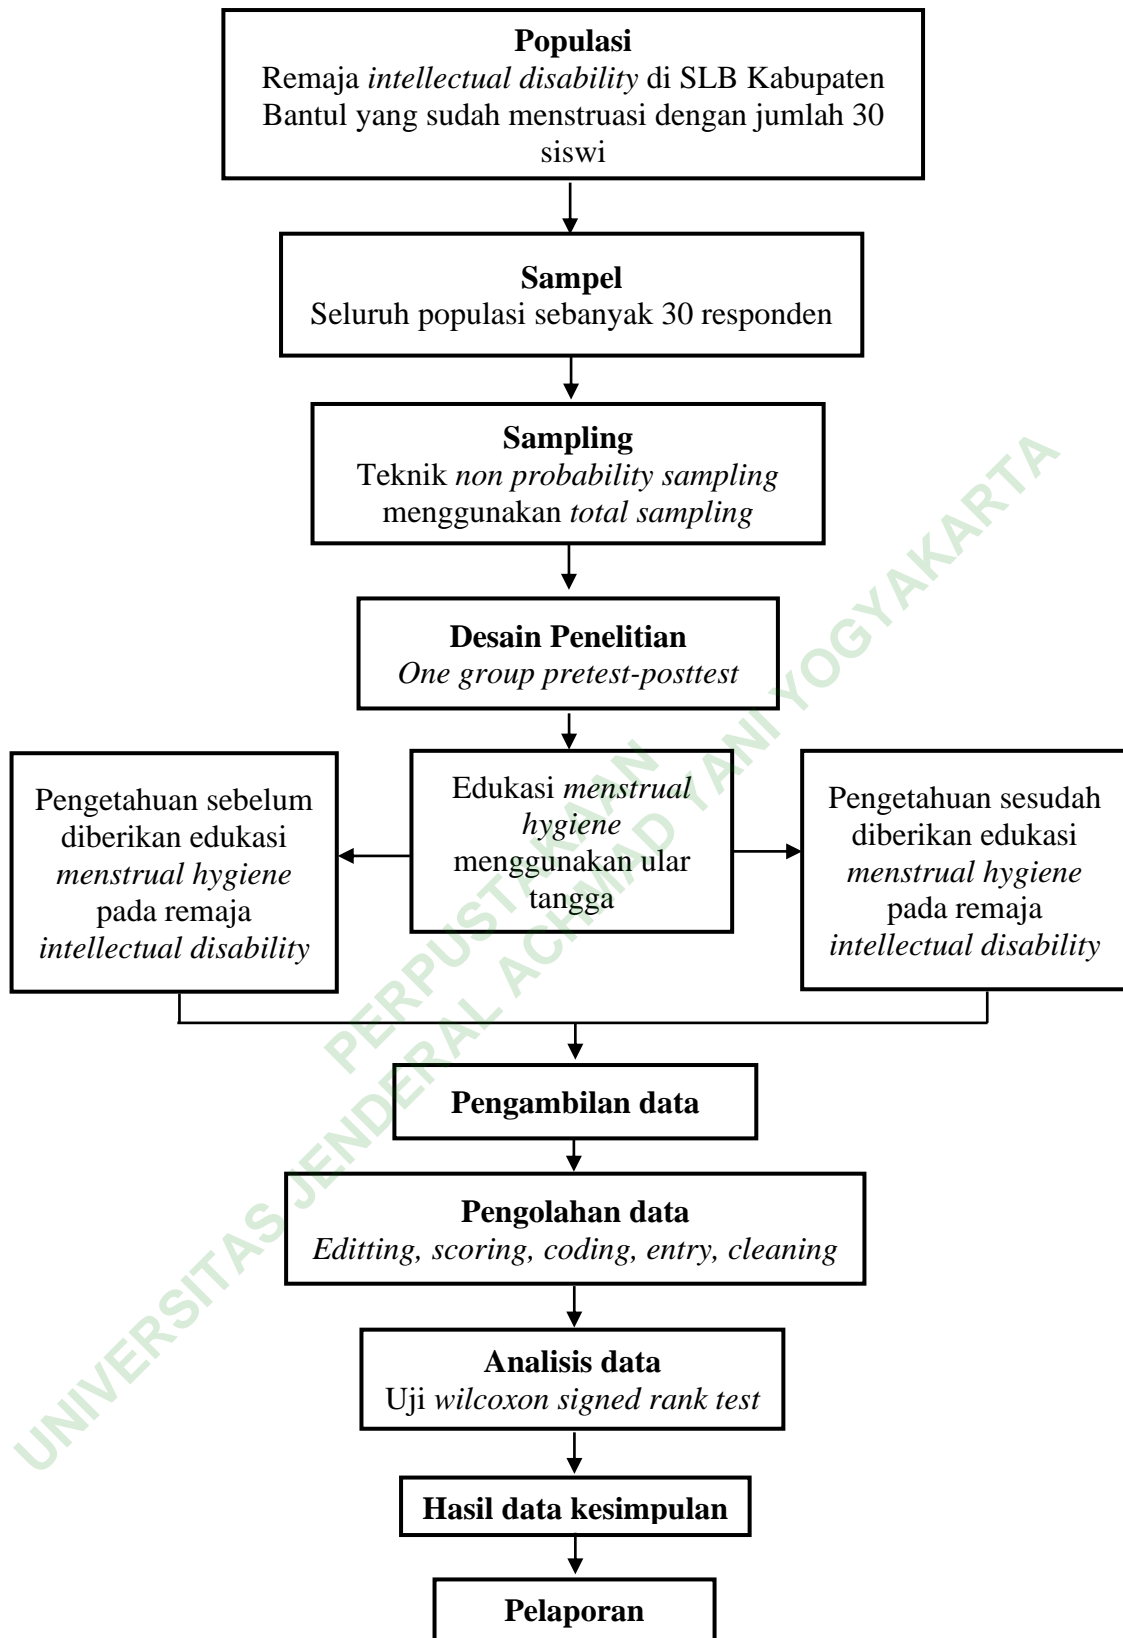 Populasi
Remaja intellectual disability di SLB Kabupaten
Bantul yang sudah menstruasi dengan jumlah 30
siswi
Sampel
Seluruh populasi sebanyak 30 responden
Sampling
Teknik non probability sampling
menggunakan total sampling
Desain Penelitian
One group pretest-posttest
Pengetahuan sebelum
diberikan edukasi
menstrual hygiene
pada remaja
intellectual disability
Edukasi menstrual
hygiene
menggunakan ular
tangga
Pengetahuan sesudah
diberikan edukasi
menstrual hygiene
pada remaja
intellectual disability
Pengambilan data
Pengolahan data
Editting, scoring, coding, entry, cleaning
Analisis data
Uji wilcoxon signed rank test
Hasil data kesimpulan
Pelaporan
PERPUSTAKAAN
UNIVERSITAS JENDERAL ACHMAD YANI YOGYAKARTA